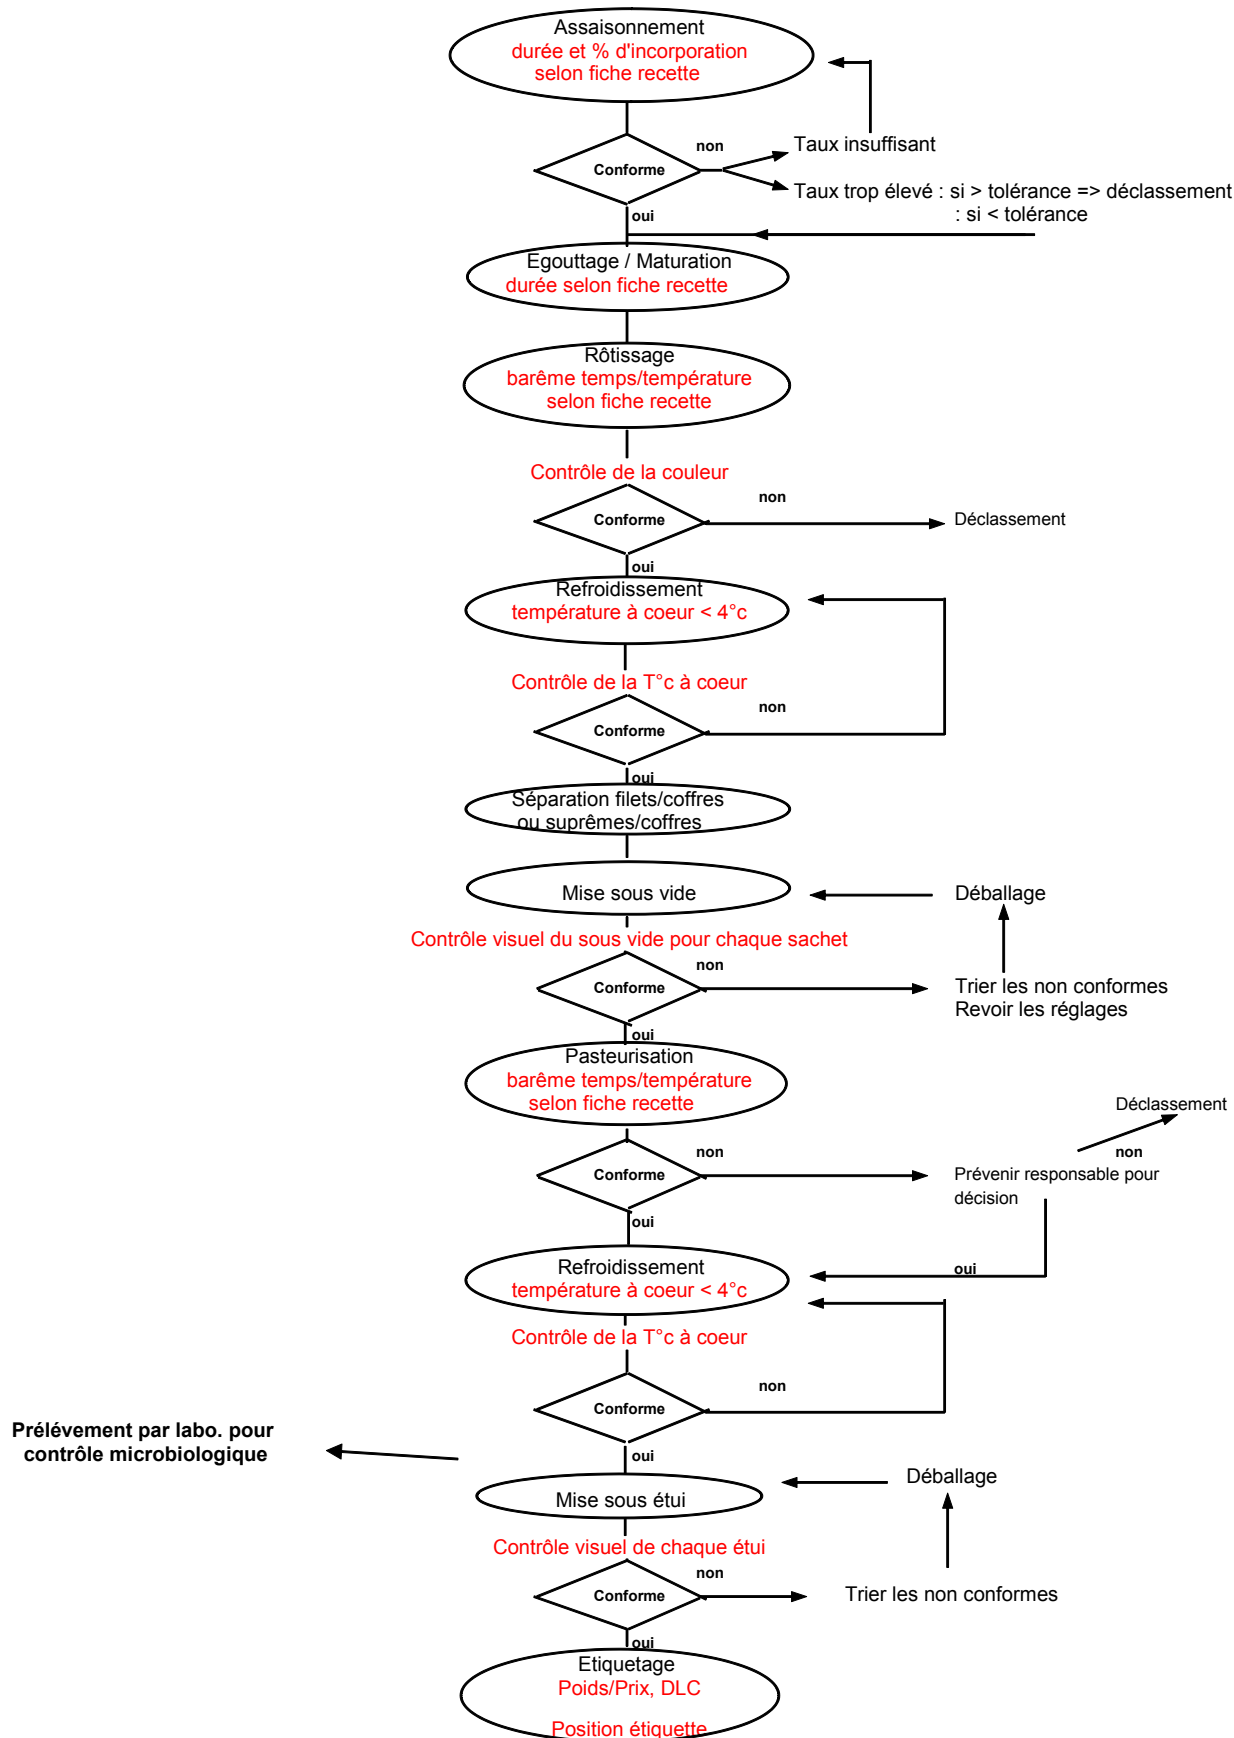 Assaisonnement
durée et % d'incorporation
selon fiche recette
non
Taux insuffisant
Conforme
Taux trop élevé : si > tolérance => déclassement
: si < tolérance
oui
Egouttage / Maturation
durée selon fiche recette
Rôtissage
barême temps/température
selon fiche recette
Contrôle de la couleur
non
Conforme
Déclassement
oui
Refroidissement
température à coeur < 4°c
Contrôle de la T°c à coeur
non
Conforme
oui
Séparation filets/coffres
ou suprêmes/coffres
Mise sous vide
Déballage
Contrôle visuel du sous vide pour chaque sachet
non
Conforme
Trier les non conformes
Revoir les réglages
oui
Pasteurisation
barême temps/température
selon fiche recette
Déclassement
non
non
Conforme
Prévenir responsable pour
décision
oui
Refroidissement
oui
température à coeur < 4°c
Contrôle de la T°c à coeur
non
Conforme
Prélévement par labo. pour
contrôle microbiologique
oui
Déballage
Mise sous étui
Contrôle visuel de chaque étui
non
Conforme
Trier les non conformes
oui
Etiquetage
Poids/Prix, DLC
Position étiquette